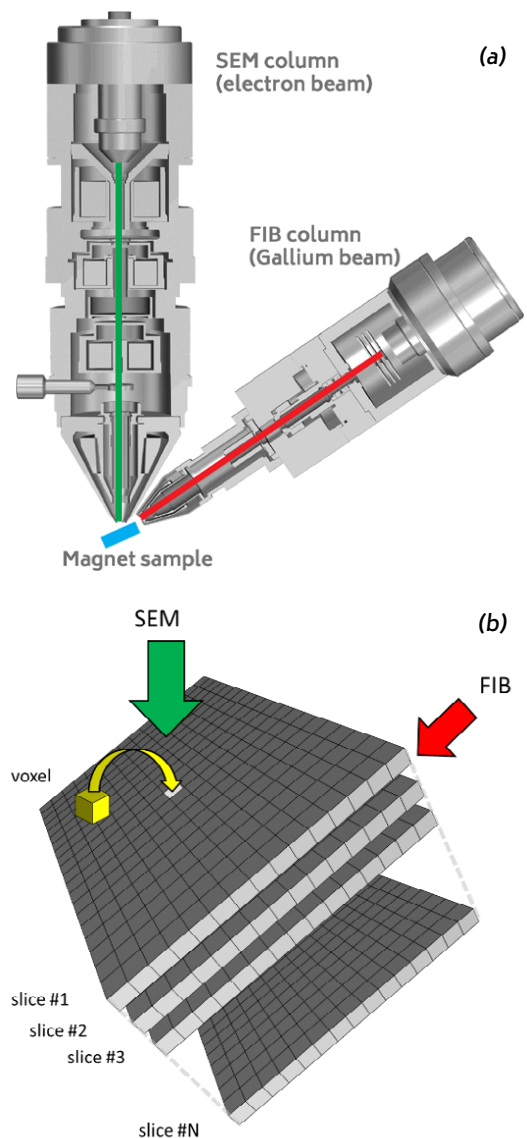 SEM column
(electron beam)
(a)
FIB column
(Gallium beam)
Magnet sample
SEM
(b)
FIB
voxel
slice #1
slice #2
slice #3
slice #N